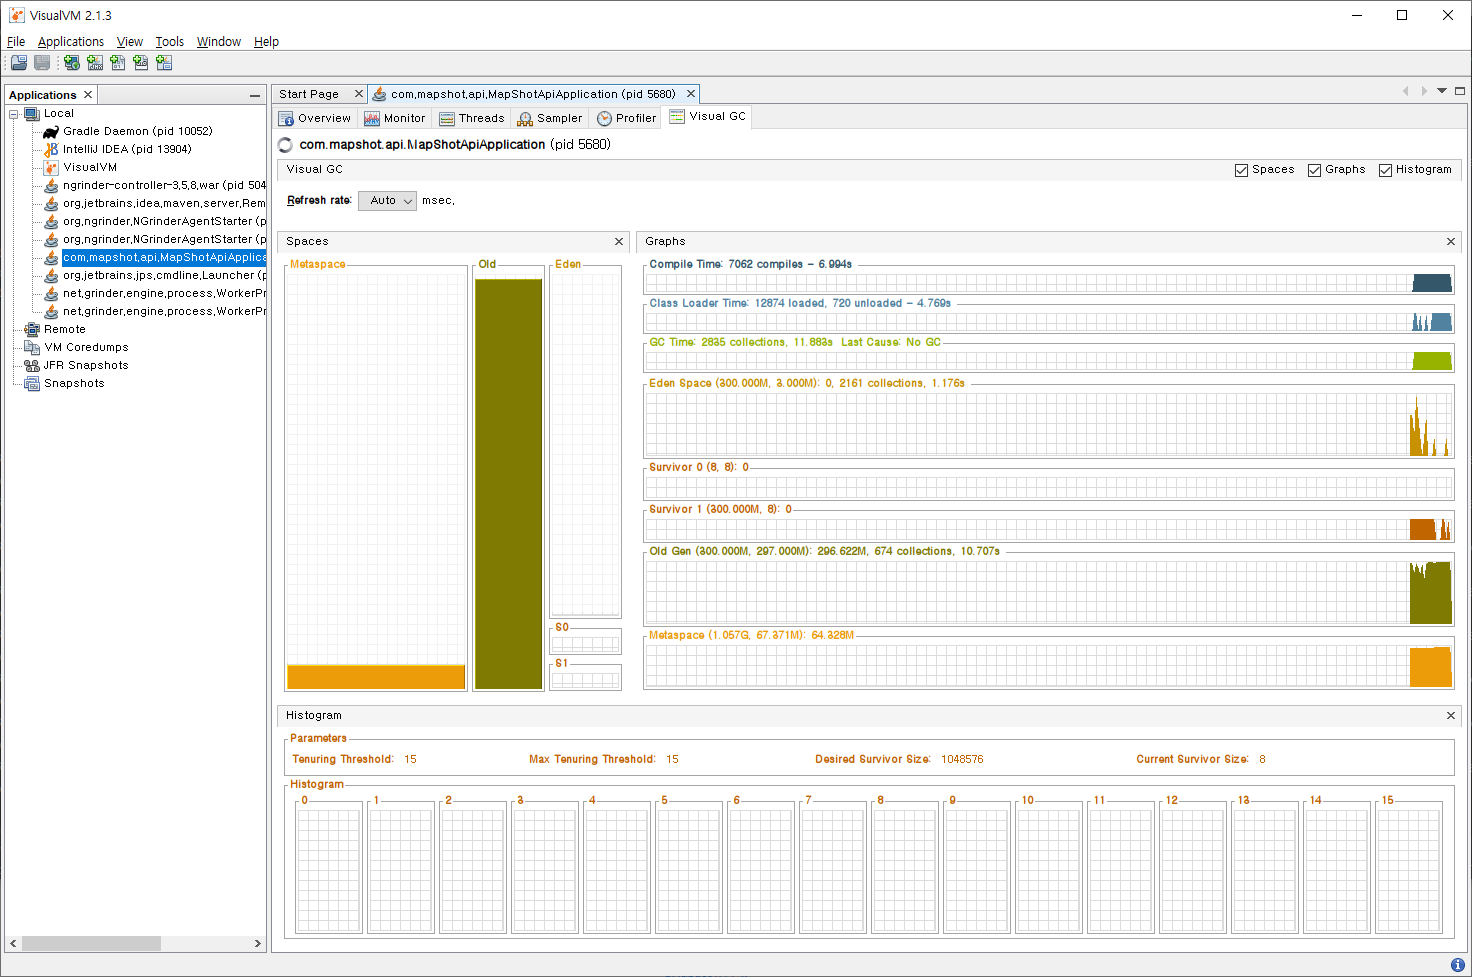 VisualVM 2.1.3
File Applications View Tools Window Help
Applications
Local
Gradle Daemon (pid 10052)
IntelliJ IDEA (pid 13904)
VisualVM
ngrinder-controller-3,5,8,war (pid 504
org,jetbrains,idea,maven,server,Rem
org,ngrinder,NGrinderAgentStarter (p
org,ngrinder,NGrinderAgentStarter (p
com,mapshot,api,MapShotApiApplica
org,jetbrains,jps,cmdline,Launcher (p
net,grinder,engine,process,WorkerPr
net,grinder,engine,process,WorkerPr
Remote
VM Coredumps
JFR Snapshots
Snapshots
Start Page com,mapshot,api,MapShotApiApplication (pid 5680)
Overview Monitor Threads Sampler Profiler Visual GC
com.mapshot.api.MapShotApiApplication (pid 5680)
Visual GC Spaces Graphs Histogram
Refresh rate: Auto msec,
Spaces
Metaspace Old Eden
S0
S1
Graphs
Compile Time: 7062 compiles - 6.994s
Class Loader Time: 12874 loaded, 720 unloaded - 4.769s
GC Time: 2835 collections, 11.883s Last Cause: No GC
Eden Space (300.000M, 3.000M): 0, 2161 collections, 1.176s
Survivor 0 (8, 8): 0
Survivor 1 (300.000M, 8): 0
Old Gen (300.000M, 297.000M): 296.622M, 674 collections, 10.707s
Metaspace (1.057G, 67.371M): 64.328M
Histogram
Parameters
Tenuring Threshold: 15 Max Tenuring Threshold: 15 Desired Survivor Size: 1048576 Current Survivor Size: 8
Histogram
0 1 2 3 4 5 6 7 8 9 10 11 12 13 14 15